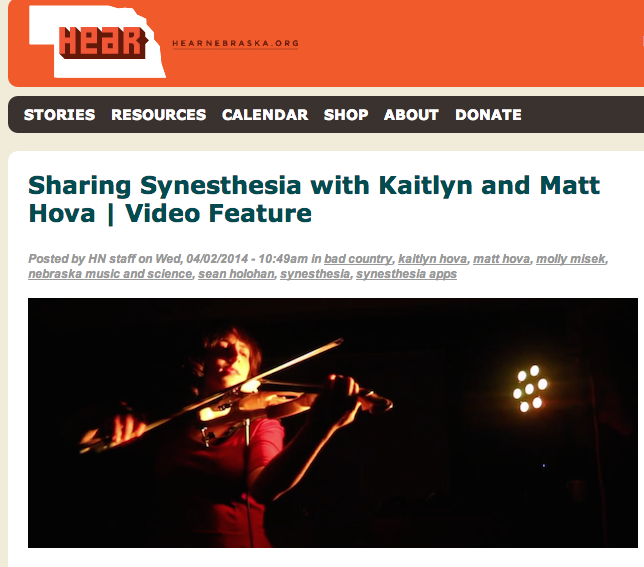 HEAR
HEARNEBRASKA.ORG
STORIES RESOURCES CALENDAR SHOP ABOUT DONATE
Sharing Synesthesia with Kaitlyn and Matt
Hova | Video Feature
Posted by HN staff on Wed, 04/02/2014 - 10:49am in bad country, kaitlyn hova, matt hova, molly misek,
nebraska music and science, sean holohan, synesthesia, synesthesia apps